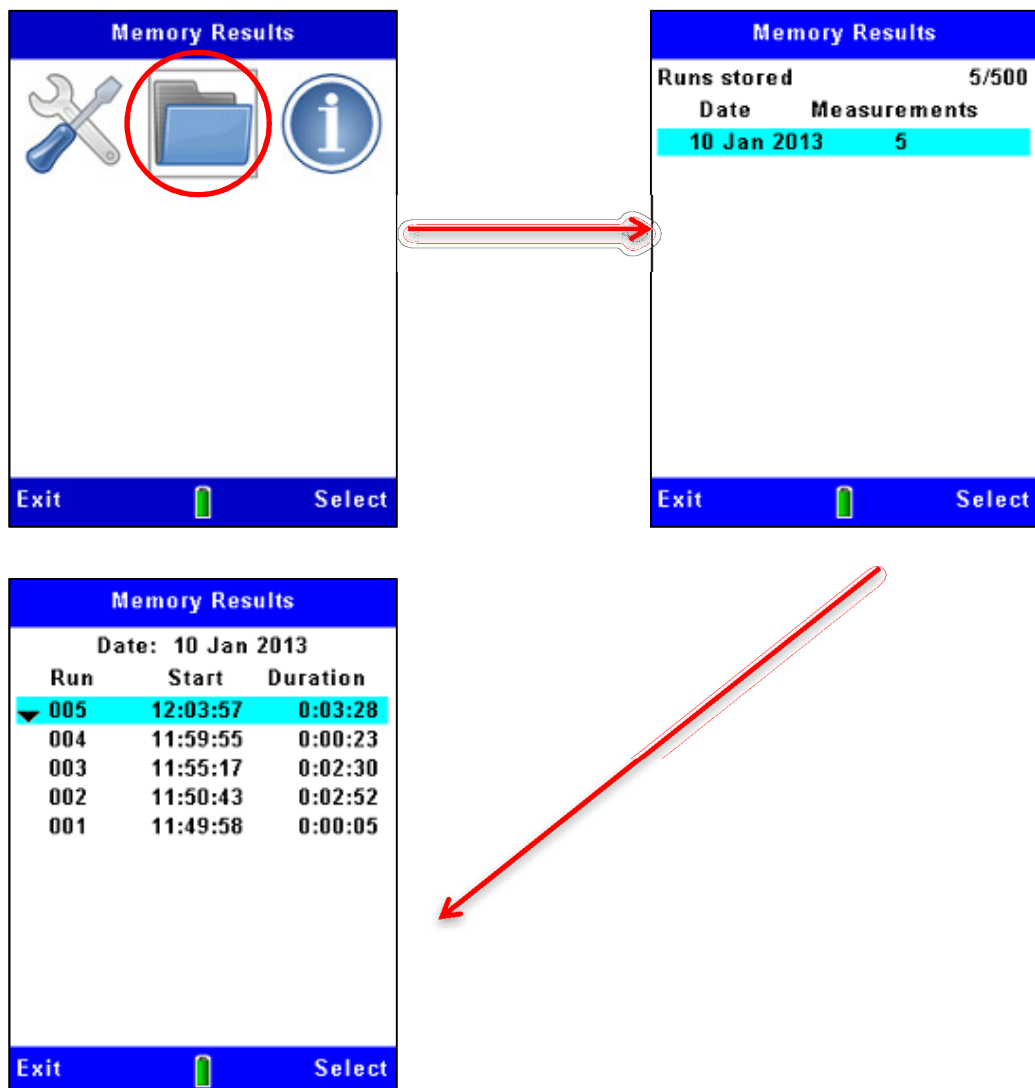 Memory Results
Exit Select
Memory Results
Runs stored 5/500
Date Measurements
10 Jan 2013 5
Exit Select
Memory Results
Date: 10 Jan 2013
Run Start Duration
005 12:03:57 0:03:28
004 11:59:55 0:00:23
003 11:55:17 0:02:30
002 11:50:43 0:02:52
001 11:49:58 0:00:05
Exit Select